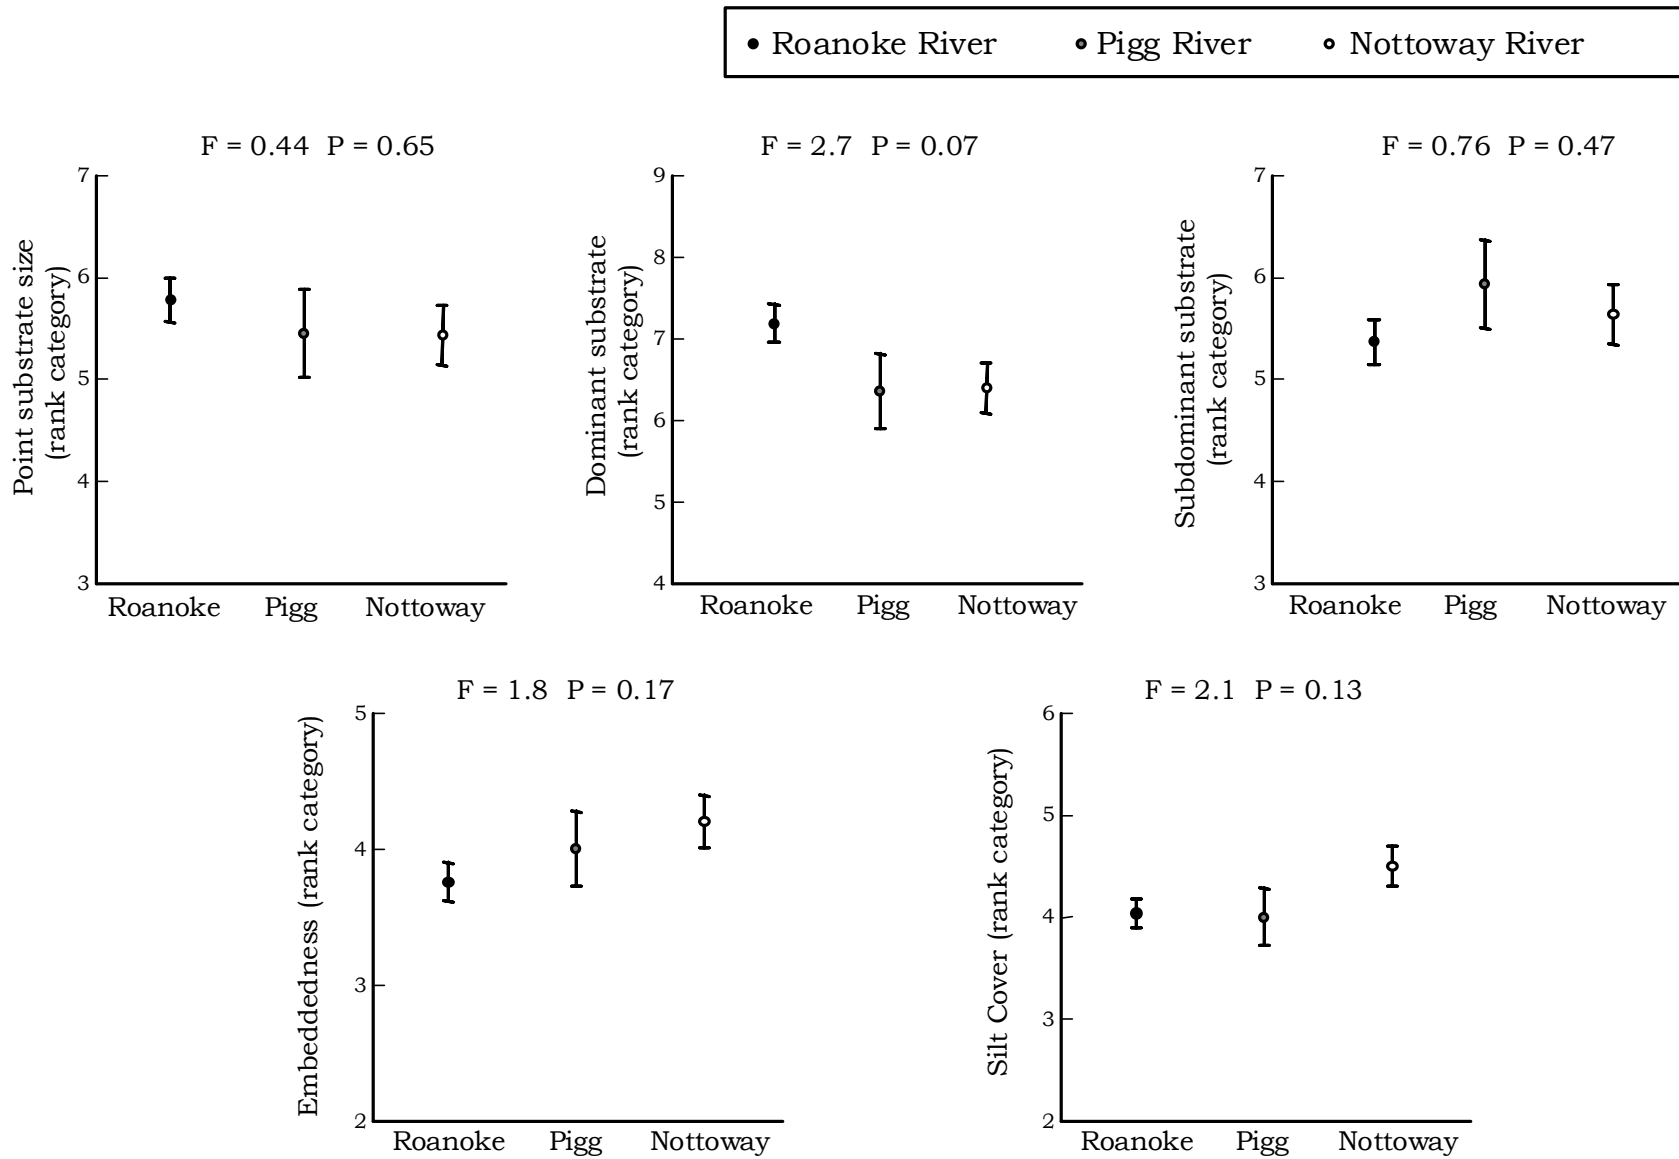 Roanoke River Pigg River Nottoway River
F = 0.44 P = 0.65
Point substrate size
(rank category)
7
6
5
4
3
Roanoke Pigg Nottoway
F = 2.7 P = 0.07
Dominant substrate
(rank category)
9
8
7
6
5
4
Roanoke Pigg Nottoway
F = 0.76 P = 0.47
Subdominant substrate
(rank category)
7
6
5
4
3
Roanoke Pigg Nottoway
F = 1.8 P = 0.17
Embeddedness (rank category)
5
4
3
2
Roanoke Pigg Nottoway
F = 2.1 P = 0.13
Silt Cover (rank category)
6
5
4
3
2
Roanoke Pigg Nottoway